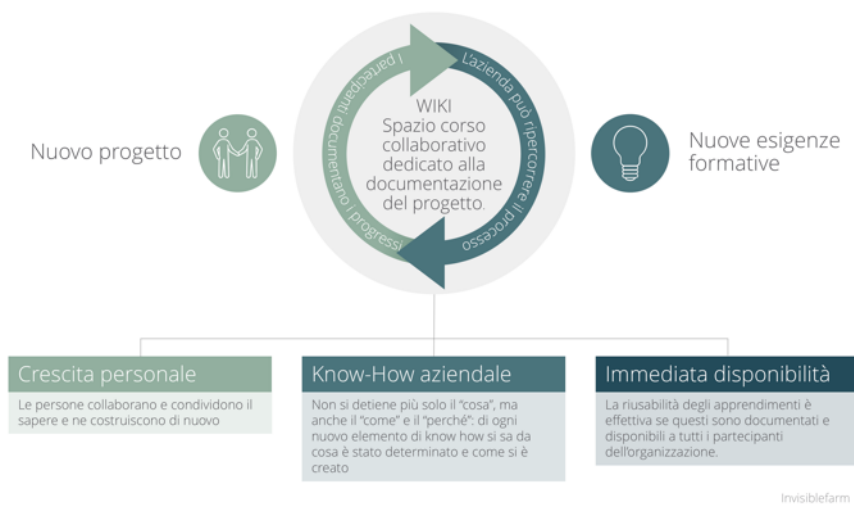 Nuovo progetto
I partecipanti documentano i progressi
WIKI
Spazio corso
collaborativo
dedicato alla
documentazione
del progetto.
L'azienda può ripercorrere il processo
Nuove esigenze
formative
Crescita personale
Le persone collaborano e condividono il
sapere e ne costruiscono di nuovo
Know-How aziendale
Non si detiene più solo il “cosa”, ma
anche il “come” e il “perché”: di ogni
nuovo elemento di know how si sa da
cosa è stato determinato e come si è
creato
Immediata disponibilità
La riusabilità degli apprendimenti è
effettiva se questi sono documentati e
disponibili a tutti i partecipanti
dell'organizzazione.
Invisiblefarm